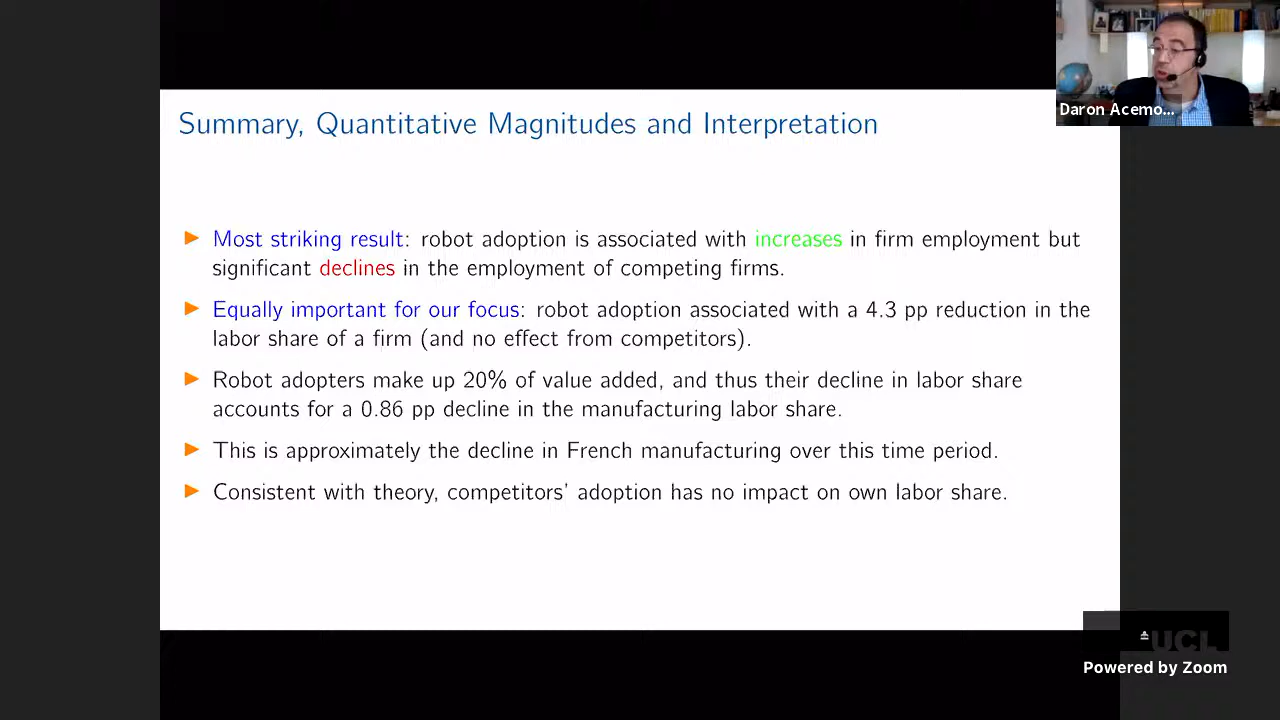 Daron Acemo...
Summary, Quantitative Magnitudes and Interpretation
Most striking result: robot adoption is associated with increases in firm employment but
significant declines in the employment of competing firms.
Equally important for our focus: robot adoption associated with a 4.3 pp reduction in the
labor share of a firm (and no effect from competitors).
Robot adopters make up 20% of value added, and thus their decline in labor share
accounts for a 0.86 pp decline in the manufacturing labor share.
This is approximately the decline in French manufacturing over this time period.
Consistent with theory, competitors' adoption has no impact on own labor share.
UCL
Powered by Zoom